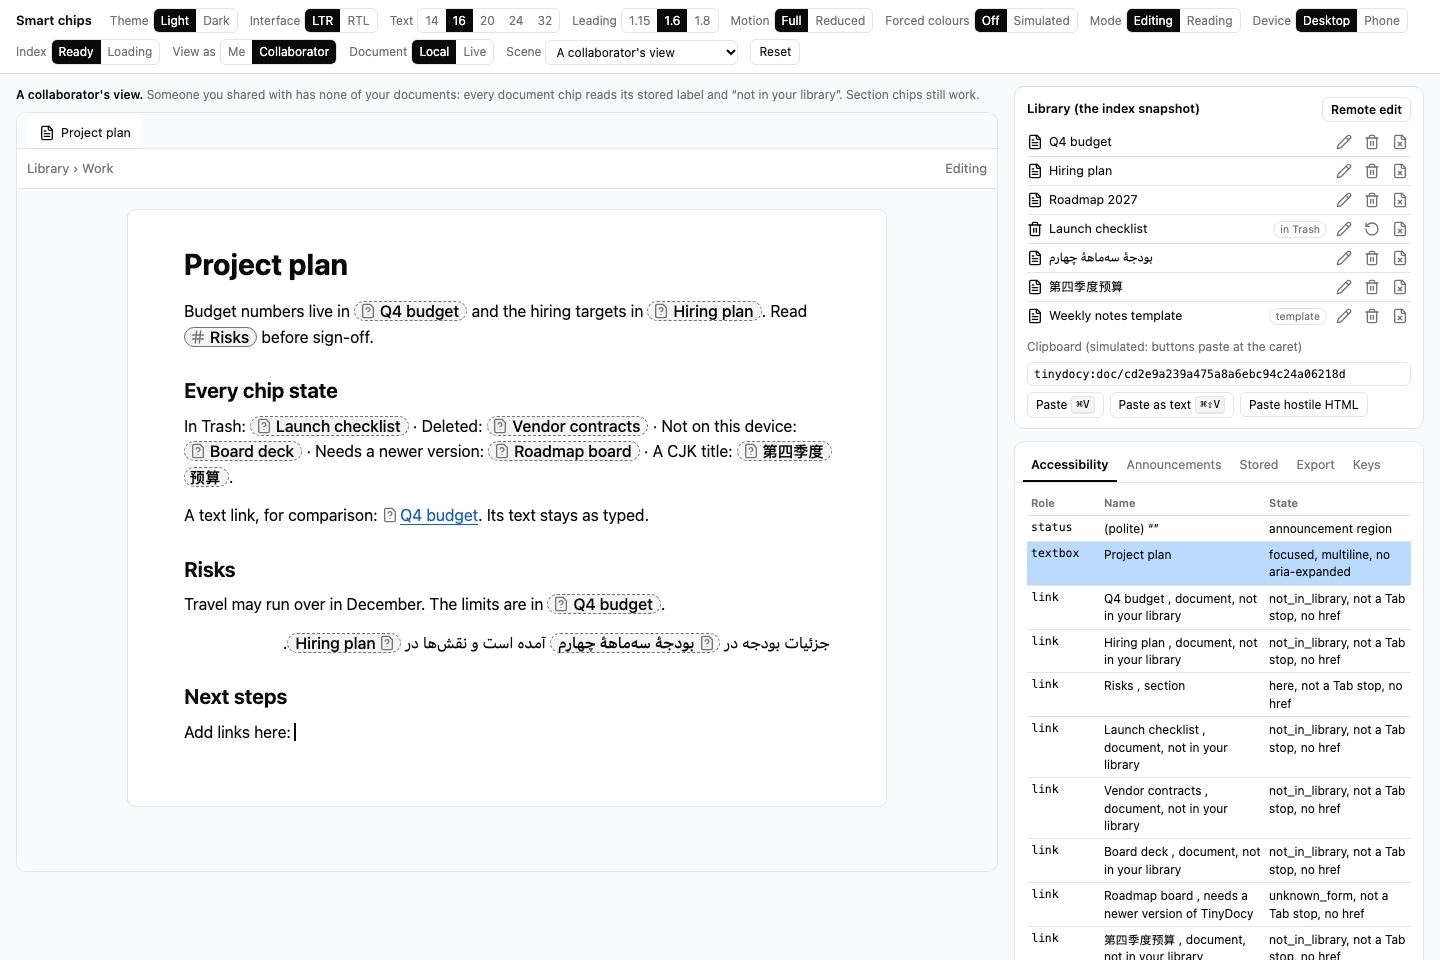 Smart chips Theme Light Dark Interface LTR RTL Text 14 16 20 24 32 Leading 1.15 1.6 1.8 Motion Full Reduced Forced colours Off Simulated Mode Editing Reading Device Desktop Phone
Index Ready Loading View as Me Collaborator Document Local Live Scene A collaborator's view Reset
A collaborator's view. Someone you shared with has none of your documents: every document chip reads its stored label and “not in your library”. Section chips still work.
Project plan
Library › Work Editing
Project plan
Budget numbers live in Q4 budget and the hiring targets in Hiring plan. Read
# Risks before sign-off.
Every chip state
In Trash: Launch checklist · Deleted: Vendor contracts · Not on this device:
Board deck · Needs a newer version: Roadmap board · A CJK title: 第四季度
预算.
A text link, for comparison: Q4 budget. Its text stays as typed.
Risks
Travel may run over in December. The limits are in Q4 budget.
جزئیات بودجه در بودجهٔ سه‌ماههٔ چهارم آمده است و نقش‌ها در Hiring plan.
Next steps
Add links here:
Library (the index snapshot) Remote edit
Q4 budget
Hiring plan
Roadmap 2027
Launch checklist in Trash
بودجهٔ سه‌ماههٔ چهارم
第四季度预算
Weekly notes template template
Clipboard (simulated: buttons paste at the caret)
tinydocy:doc/cd2e9a239a475a8a6ebc94c24a06218d
Paste ⌘V Paste as text ⌘⇧V Paste hostile HTML
Accessibility Announcements Stored Export Keys
Role Name State
status (polite) “” announcement region
textbox Project plan focused, multiline, no
aria-expanded
link Q4 budget , document, not not_in_library, not a Tab
in your library stop, no href
link Hiring plan , document, not not_in_library, not a Tab
in your library stop, no href
link Risks , section here, not a Tab stop, no
href
link Launch checklist , not_in_library, not a Tab
document, not in your stop, no href
library
link Vendor contracts , not_in_library, not a Tab
document, not in your stop, no href
library
link Board deck , document, not not_in_library, not a Tab
in your library stop, no href
link Roadmap board , needs a unknown_form, not a
newer version of TinyDocy Tab stop, no href
link 第四季度预算 , document, not_in_library, not a Tab
not in your library stop, no href